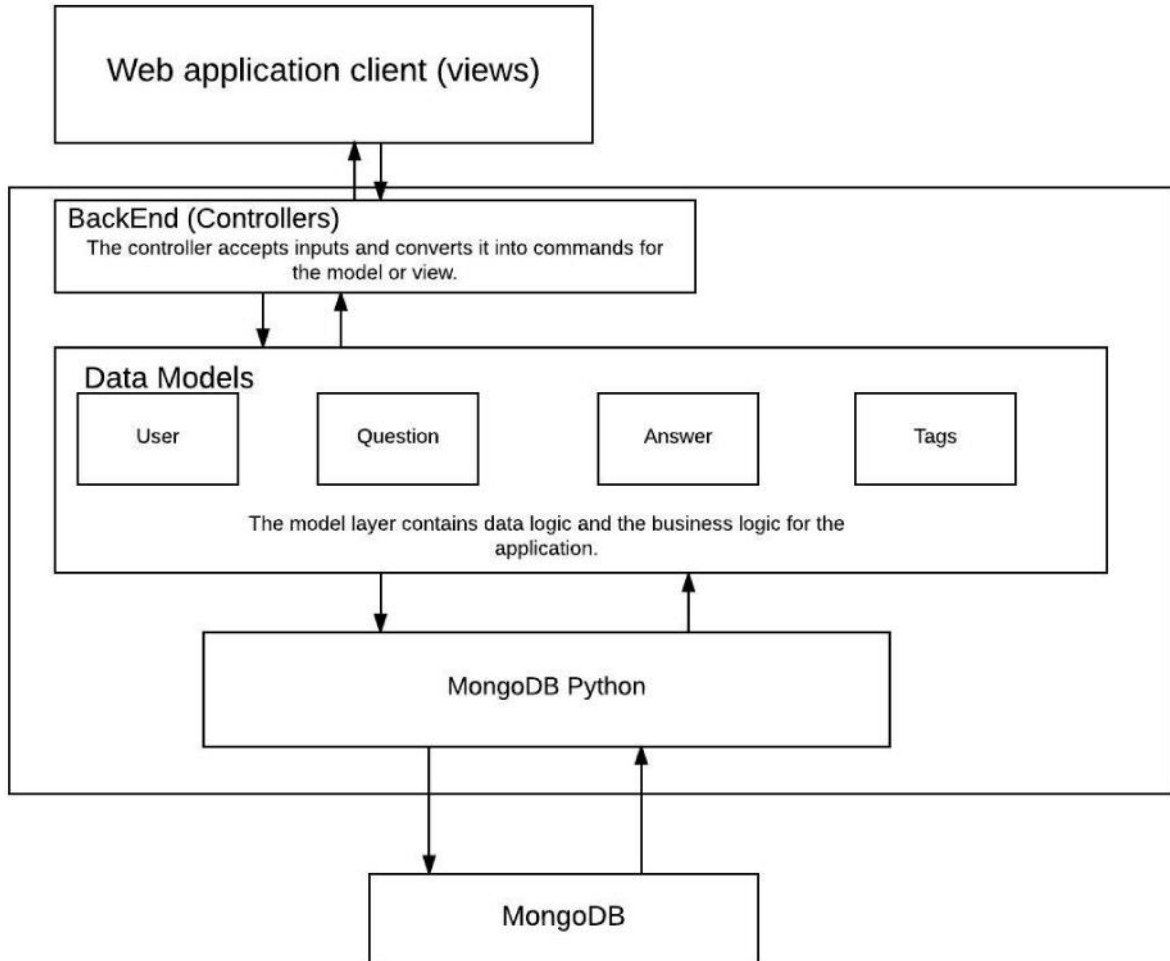 Web application client (views)
BackEnd (Controllers)
The controller accepts inputs and converts it into commands for
the model or view.
Data Models
User
Question
Answer
Tags
The model layer contains data logic and the business logic for the
application.
MongoDB Python
MongoDB